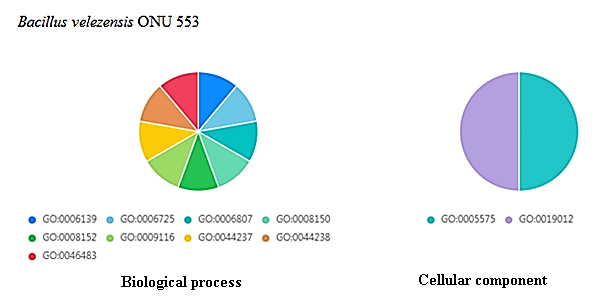 Bacillus velezensis ONU 553
GO:0006139 GO:0006725 GO:0006807 GO:0008150
GO:0008152 GO:0009116 GO:0044237 GO:0044238
GO:0046483
GO:0005575 GO:0019012
Biological process
Cellular component